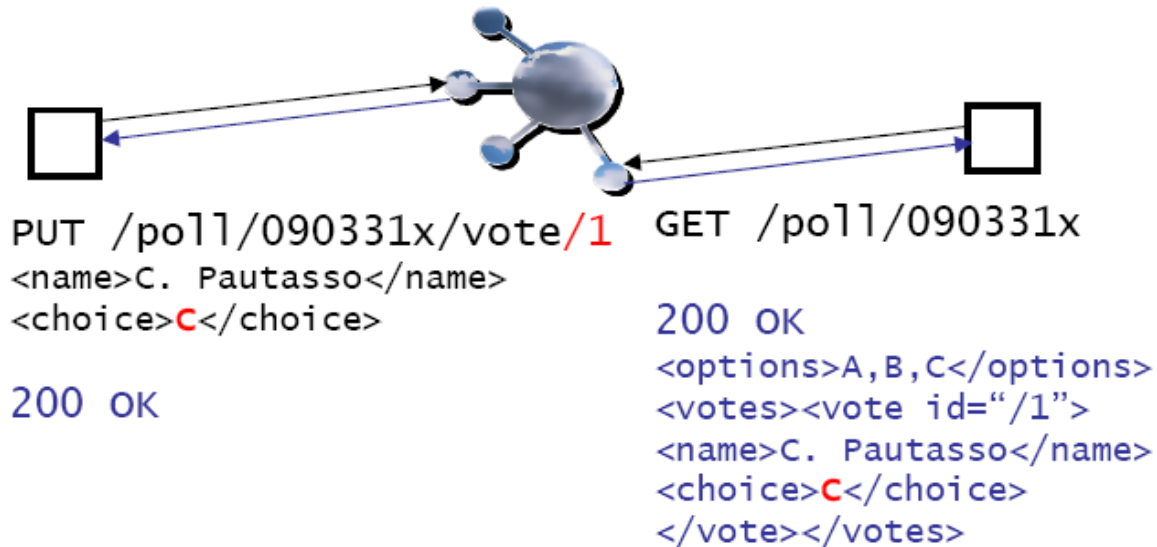 PUT /poll/090331x/vote/1
<name>C. Pautasso</name>
<choice>C</choice>
200 OK
GET /poll/090331x
200 OK
<options>A,B,C</options>
<votes><vote id=“/1”>
<name>C. Pautasso</name>
<choice>C</choice>
</vote></votes>